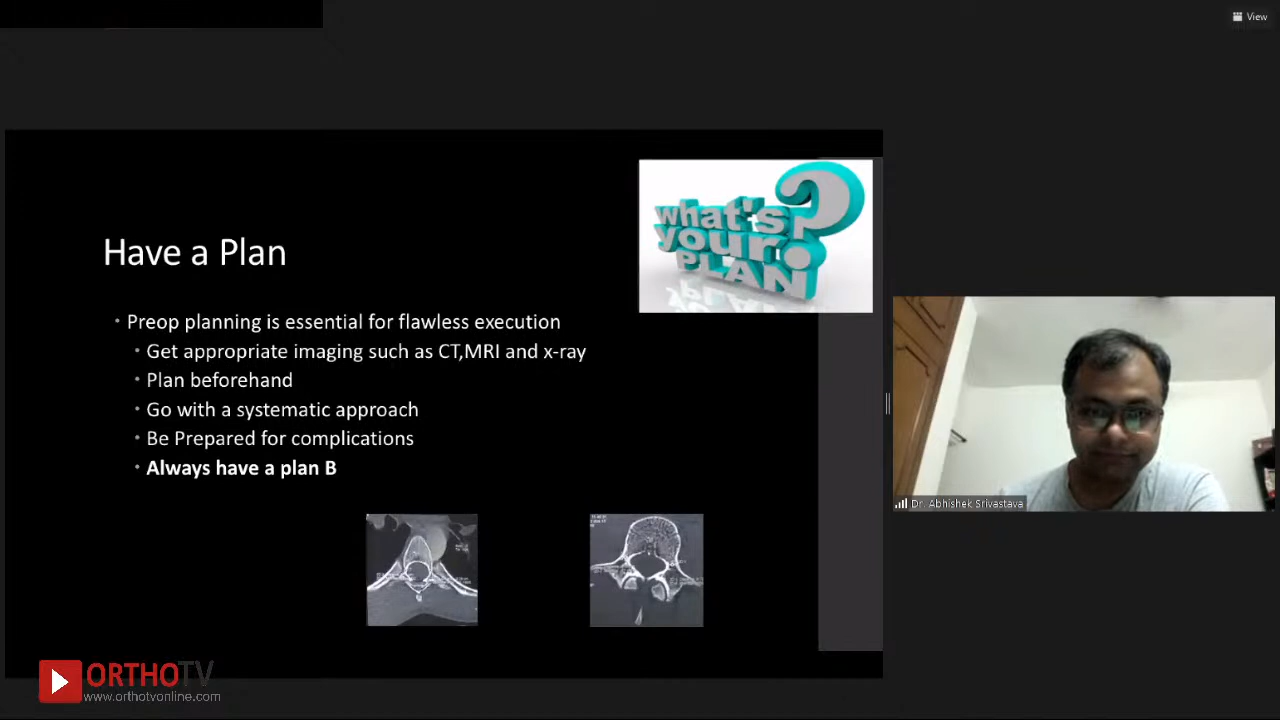 View
what's
your
PLAN
?
Have a Plan
• Preop planning is essential for flawless execution
• Get appropriate imaging such as CT,MRI and x-ray
• Plan beforehand
• Go with a systematic approach
• Be Prepared for complications
• Always have a plan B
Dr. Abhishek Srivastava
ORTHOTV
www.orthotvonline.com